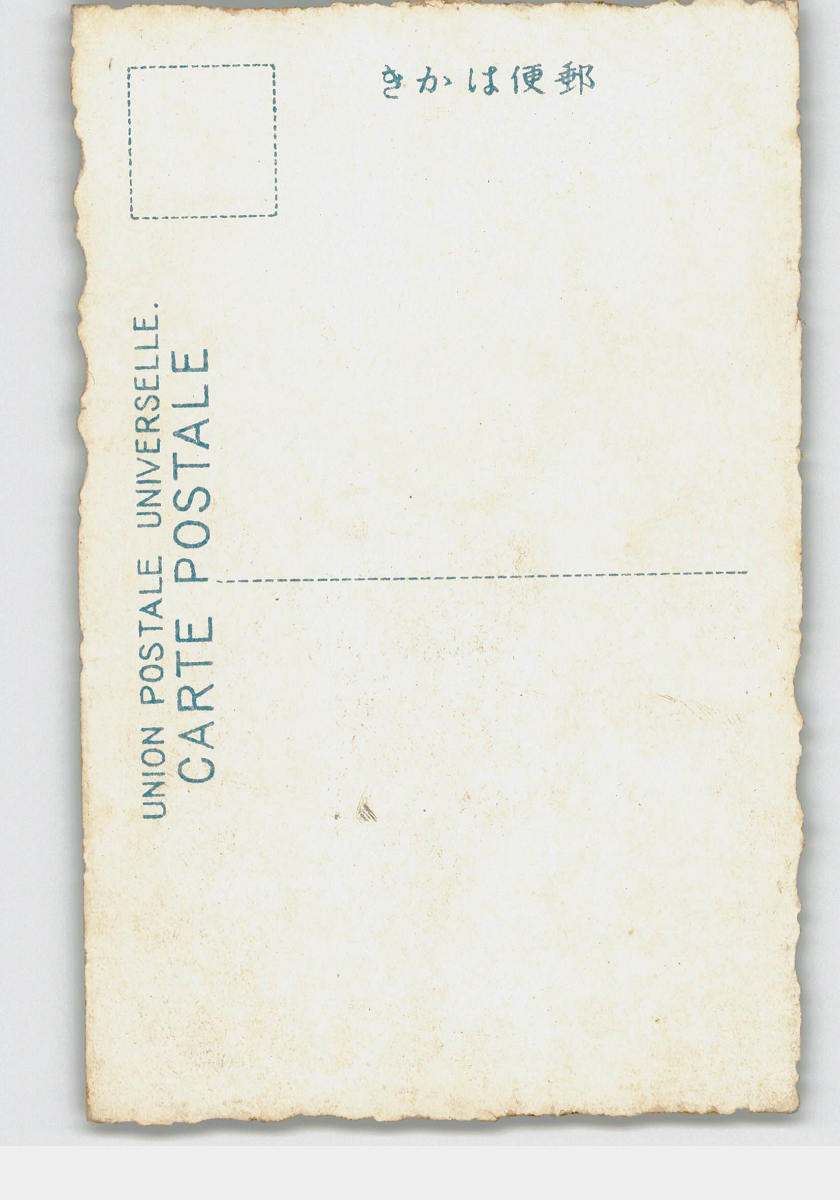 きかは便郵
UNION POSTALE UNIVERSELLE.
CARTE POSTALE